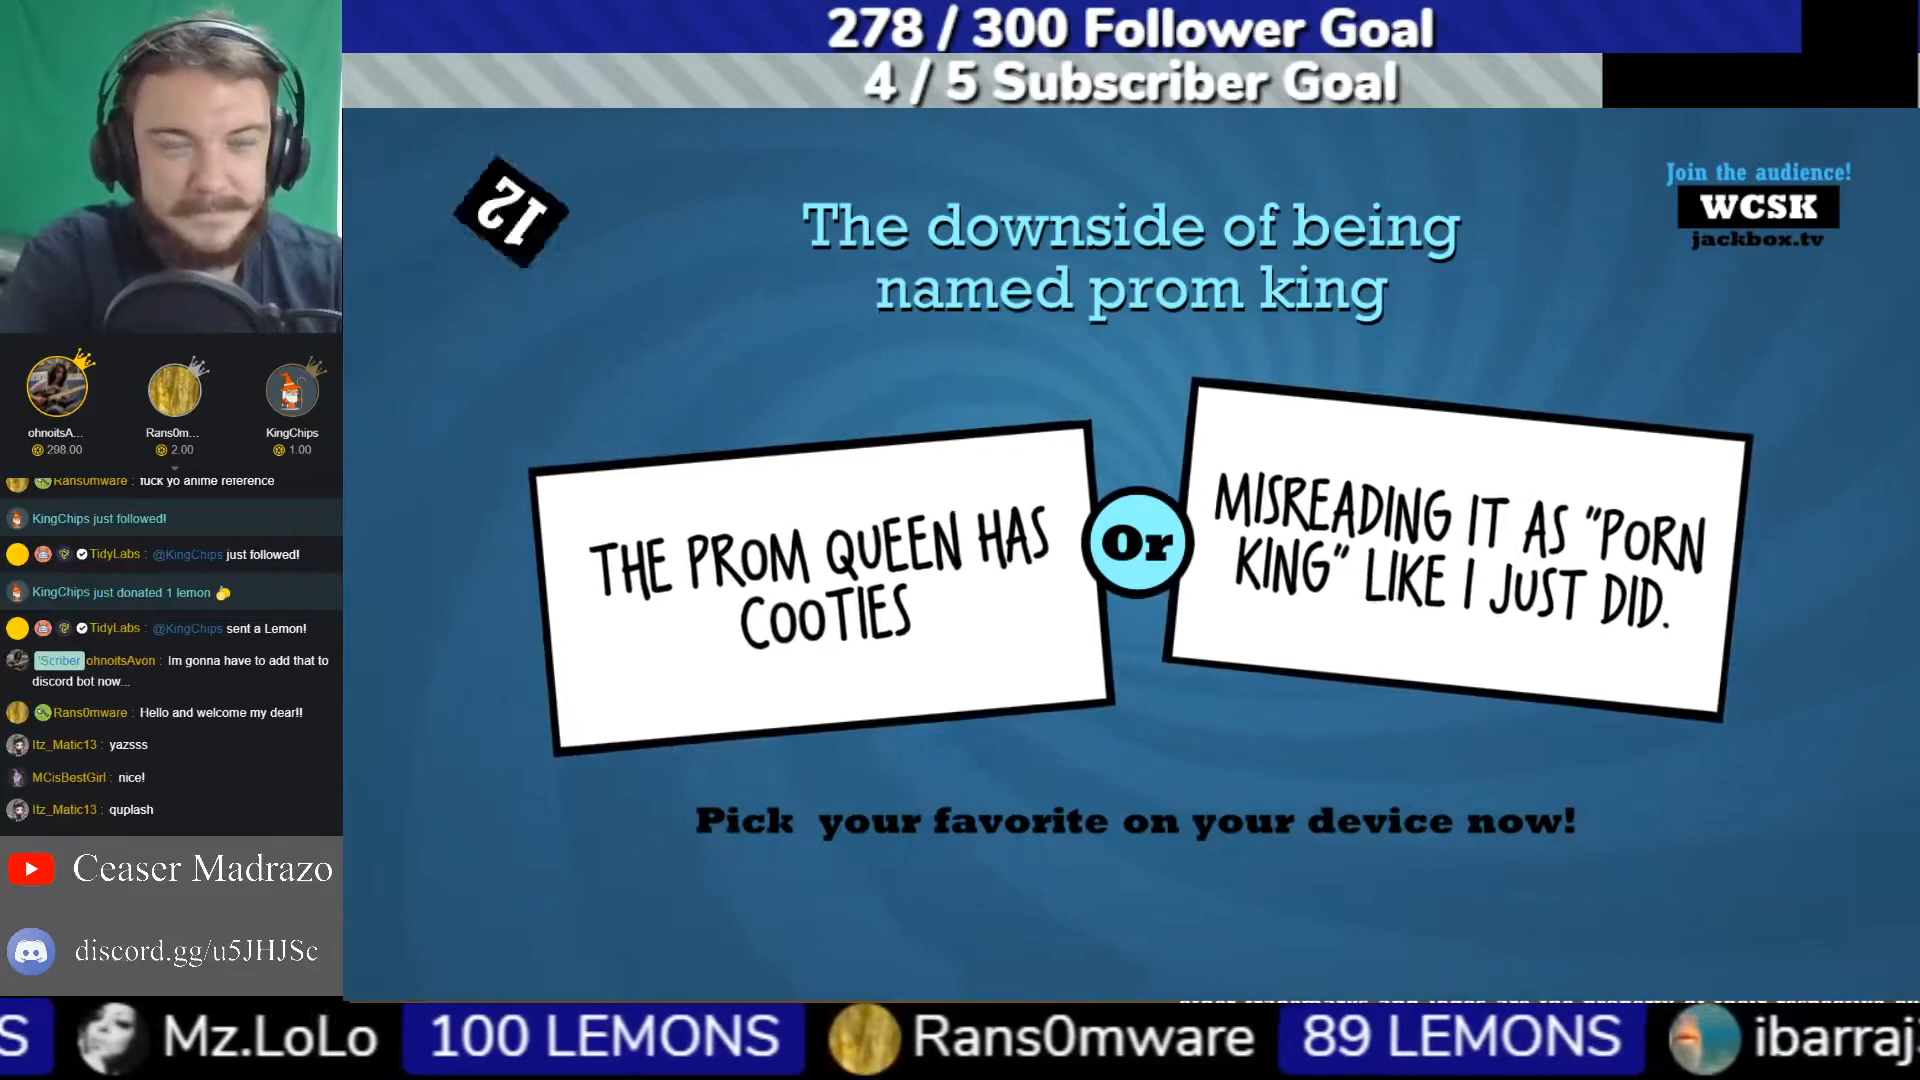 278 / 300 Follower Goal
4 / 5 Subscriber Goal
12
The downside of being
named prom king
Join the audience!
WCSK
jackbox.tv
THE PROM QUEEN HAS
COOTIES
Or
MISREADING IT AS "PORN
KING" LIKE I JUST DID.
Pick your favorite on your device now!
ohnoitsA...
298.00
Rans0m...
2.00
KingChips
1.00
Rans0mware : fuck yo anime reference
KingChips just followed!
TidyLabs : @KingChips just followed!
KingChips just donated 1 lemon
TidyLabs : @KingChips sent a Lemon!
'Scriber ohnoitsAvon : Im gonna have to add that to
discord bot now...
Rans0mware : Hello and welcome my dear!!
Itz_Matic13 : yazsss
MCisBestGirl : nice!
Itz_Matic13 : quplash
Ceaser Madrazo
discord.gg/u5JHJSc
S Mz.LoLo 100 LEMONS Rans0mware 89 LEMONS ibarraj